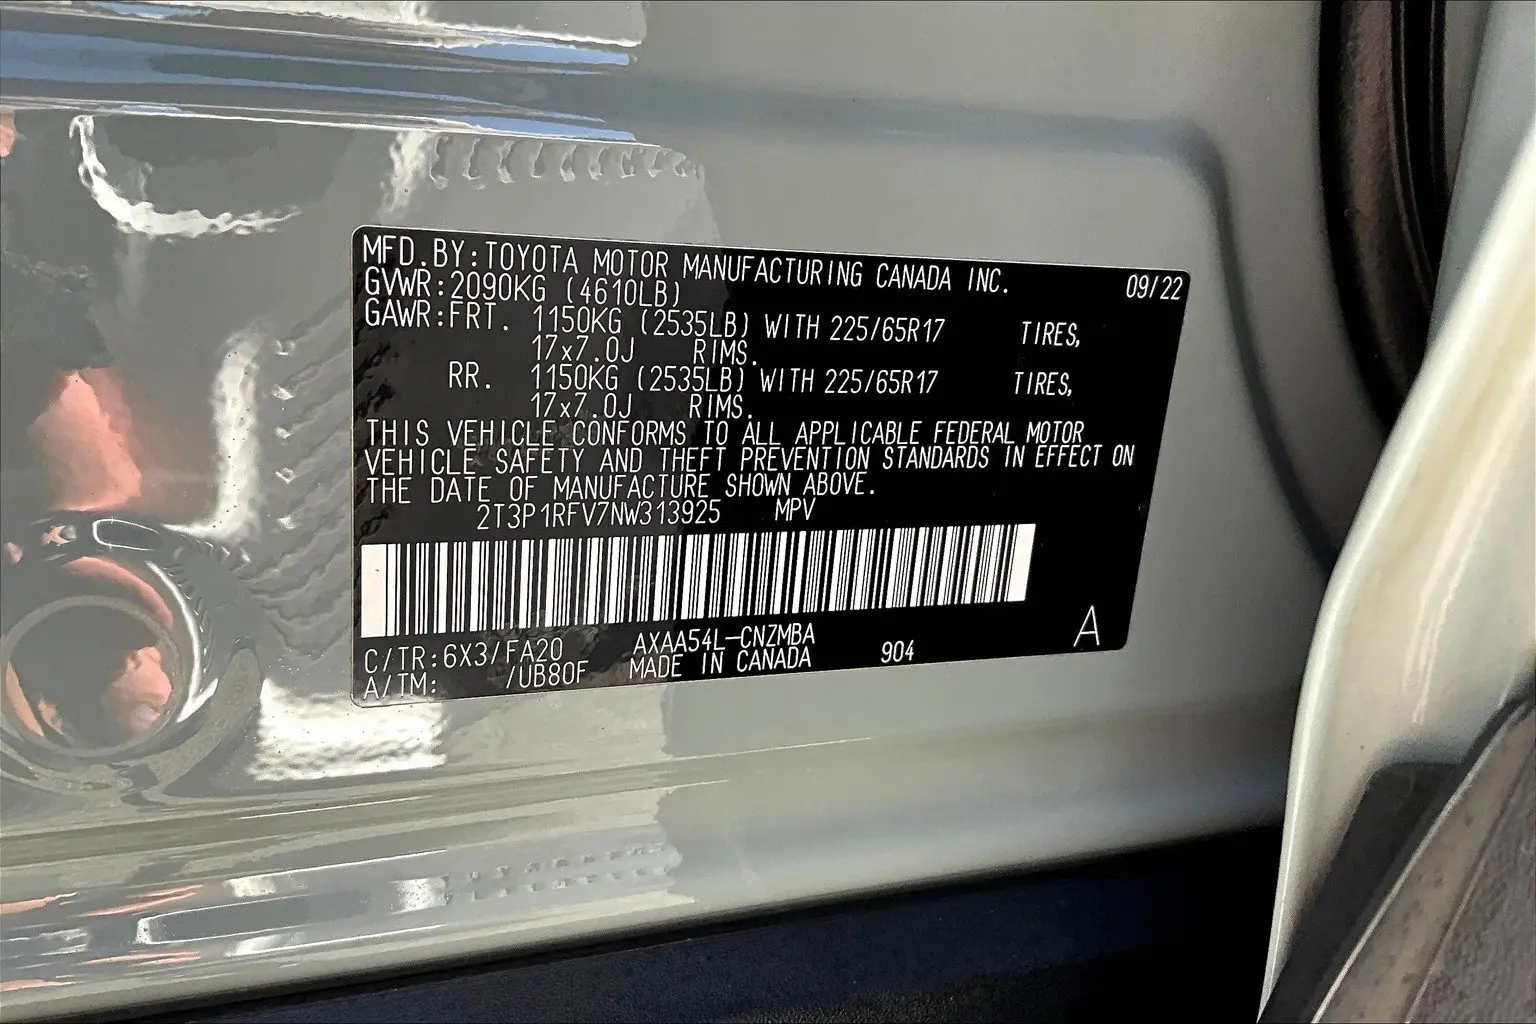 MFD.BY:TOYOTA MOTOR MANUFACTURING CANADA INC. 09/22
GVWR:2090KG (4610LB)
GAWR:FRT. 1150KG (2535LB) WITH 225/65R17 TIRES,
17x7.0J RIMS.
RR. 1150KG (2535LB) WITH 225/65R17 TIRES,
17x7.0J RIMS.
THIS VEHICLE CONFORMS TO ALL APPLICABLE FEDERAL MOTOR
VEHICLE SAFETY AND THEFT PREVENTION STANDARDS IN EFFECT ON
THE DATE OF MANUFACTURE SHOWN ABOVE.
2T3P1RFV7NW313925 MPV
C/TR:6X3/FA20 AXAA54L-CNZMBA 904 A
A/TM: /UB80F MADE IN CANADA